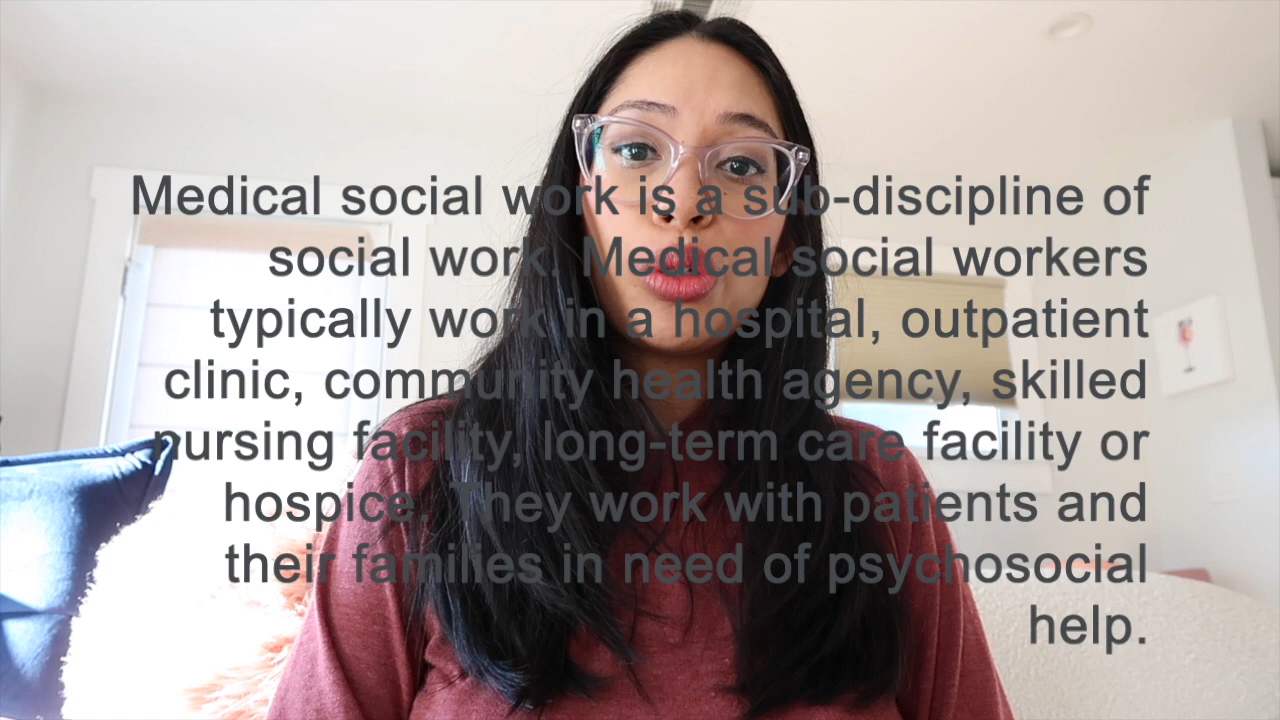 Medical social work is a sub-discipline of
social work. Medical social workers
typically work in a hospital, outpatient
clinic, community health agency, skilled
nursing facility, long-term care facility or
hospice. They work with patients and
their families in need of psychosocial
help.